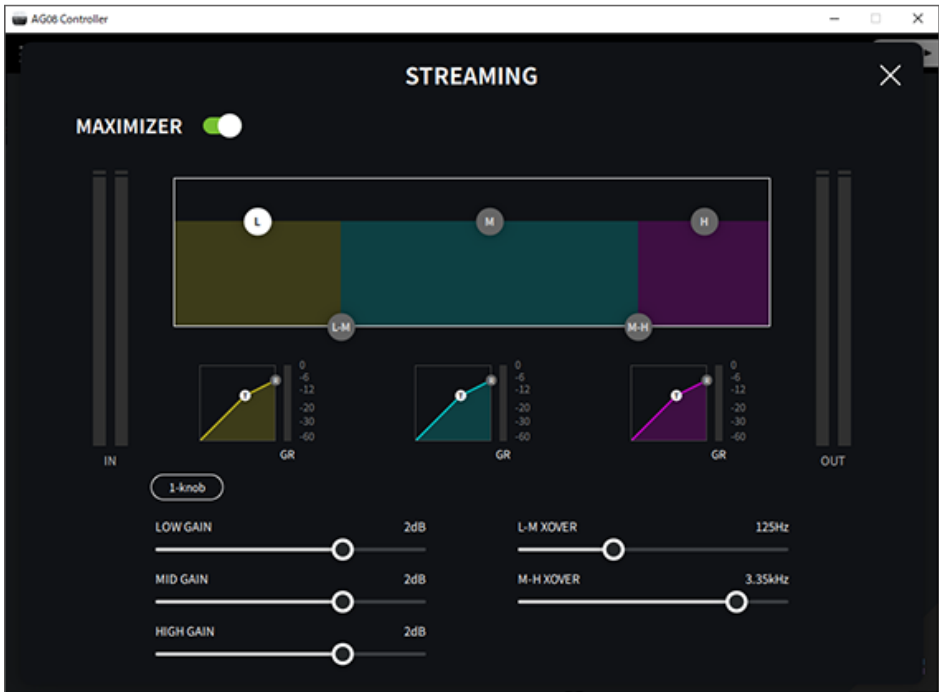 AG08 Controller
STREAMING
MAXIMIZER
L M H
L-M M-H
T R 0 T R 0 T R 0
-6 -6 -6
-12 -12 -12
-20 -20 -20
-30 -30 -30
-60 -60 -60
GR GR GR
IN OUT
1-knob
LOW GAIN 2dB L-M XOVER 125Hz
MID GAIN 2dB M-H XOVER 3.35kHz
HIGH GAIN 2dB